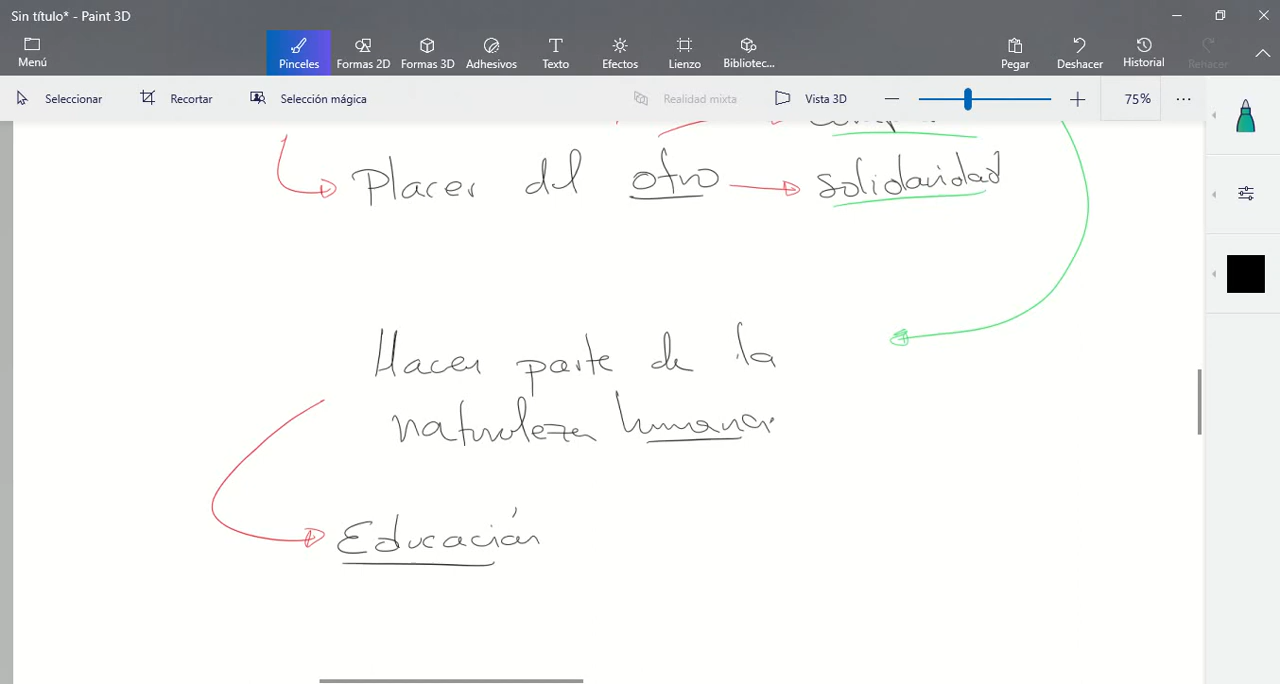 Sin título* - Paint 3D
Menú Pinceles Formas 2D Formas 3D Adhesivos Texto Efectos Lienzo Bibliotec... Pegar Deshacer Historial Rehacer
Seleccionar Recortar Selección mágica Realidad mixta Vista 3D 75%
Placer del otro solidaridad
Hacer parte de la
naturaleza humana
Educación